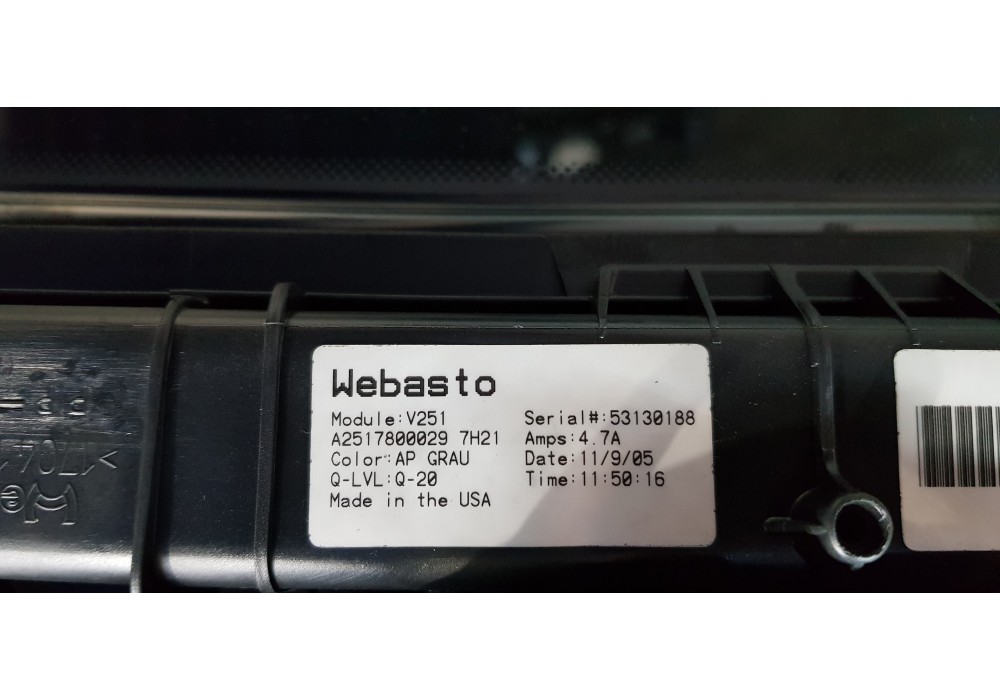 Webasto
Module:V251 Serial#:53130188
A2517800029 7H21 Amps:4.7A
Color:AP GRAU Date:11/9/05
Q-LVL:Q-20 Time:11:50:16
Made in the USA